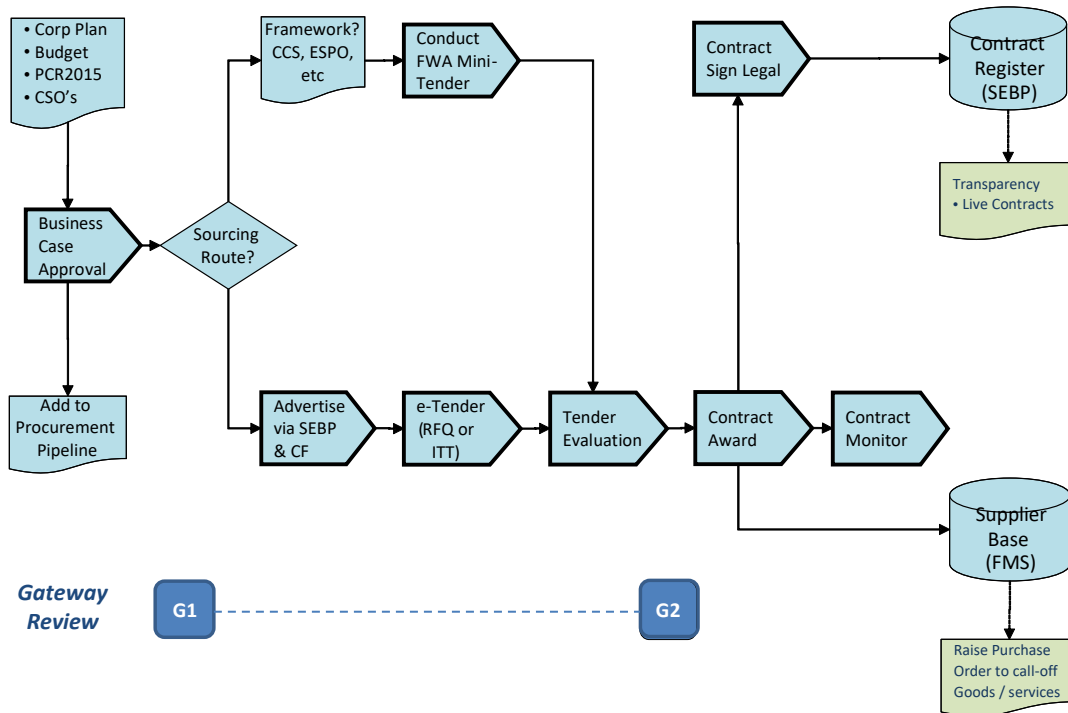 • Corp Plan
• Budget
• PCR2015
• CSO's
Framework?
CCS, ESPO,
etc
Conduct
FWA Mini-
Tender
Contract
Sign Legal
Contract
Register
(SEBP)
Transparency
• Live Contracts
Business
Case
Approval
Sourcing
Route?
Add to
Procurement
Pipeline
Advertise
via SEBP
& CF
e-Tender
(RFQ or
ITT)
Tender
Evaluation
Contract
Award
Contract
Monitor
Supplier
Base
(FMS)
Gateway
Review
G1
G2
Raise Purchase
Order to call-off
Goods / services